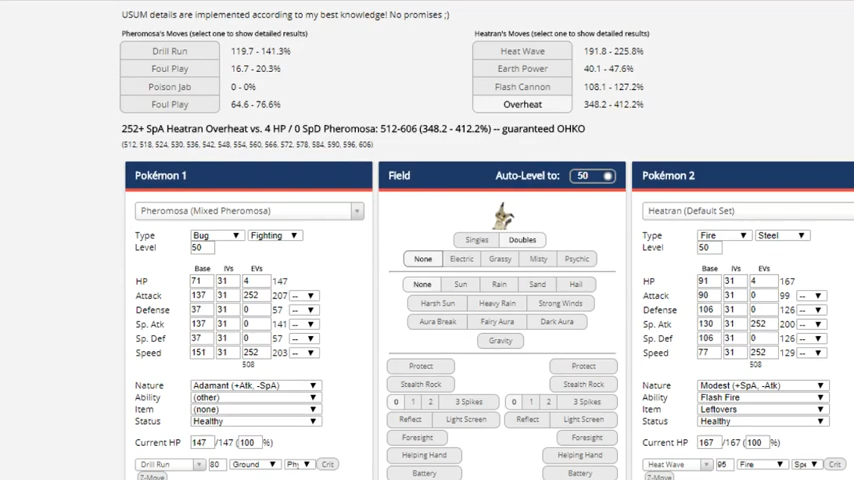 USUM details are implemented according to my best knowledge! No promises ;)
Pheromosa's Moves (select one to show detailed results)
Drill Run 119.7 - 141.3%
Foul Play 16.7 - 20.3%
Poison Jab 0 - 0%
Foul Play 64.6 - 76.6%
Heatran's Moves (select one to show detailed results)
Heat Wave 191.8 - 225.8%
Earth Power 40.1 - 47.6%
Flash Cannon 108.1 - 127.2%
Overheat 348.2 - 412.2%
252+ SpA Heatran Overheat vs. 4 HP / 0 SpD Pheromosa: 512-606 (348.2 - 412.2%) -- guaranteed OHKO
(512, 518, 524, 530, 536, 542, 548, 554, 560, 566, 572, 578, 584, 590, 596, 606)
Pokémon 1
Pheromosa (Mixed Pheromosa)
Type Bug Fighting
Level 50
Base IVs EVs
HP 71 31 4 147
Attack 137 31 252 207 --
Defense 37 31 0 57 --
Sp. Atk 137 31 0 141 --
Sp. Def 37 31 0 57 --
Speed 151 31 252 203 --
508
Nature Adamant (+Atk, -SpA)
Ability (other)
Item (none)
Status Healthy
Current HP 147 /147 (100 %)
Drill Run 80 Ground Crit
Z-Move
Field Auto-Level to: 50
Singles Doubles
None Electric Grassy Misty Psychic
None Sun Rain Sand Hail
Harsh Sun Heavy Rain Strong Winds
Aura Break Fairy Aura Dark Aura
Gravity
Protect Protect
Stealth Rock Stealth Rock
0 1 2 3 Spikes 0 1 2 3 Spikes
Reflect Light Screen Reflect Light Screen
Foresight Foresight
Helping Hand Helping Hand
Battery Battery
Pokémon 2
Heatran (Default Set)
Type Fire Steel
Level 50
Base IVs EVs
HP 91 31 0 167
Attack 90 31 0 99 --
Defense 106 31 0 126 --
Sp. Atk 130 31 252 200 --
Sp. Def 106 31 0 126 --
Speed 77 31 252 129 --
508
Nature Modest (+SpA, -Atk)
Ability Flash Fire
Item Leftovers
Status Healthy
Current HP 167 /167 (100 %)
Heat Wave 95 Fire Crit
Z-Move